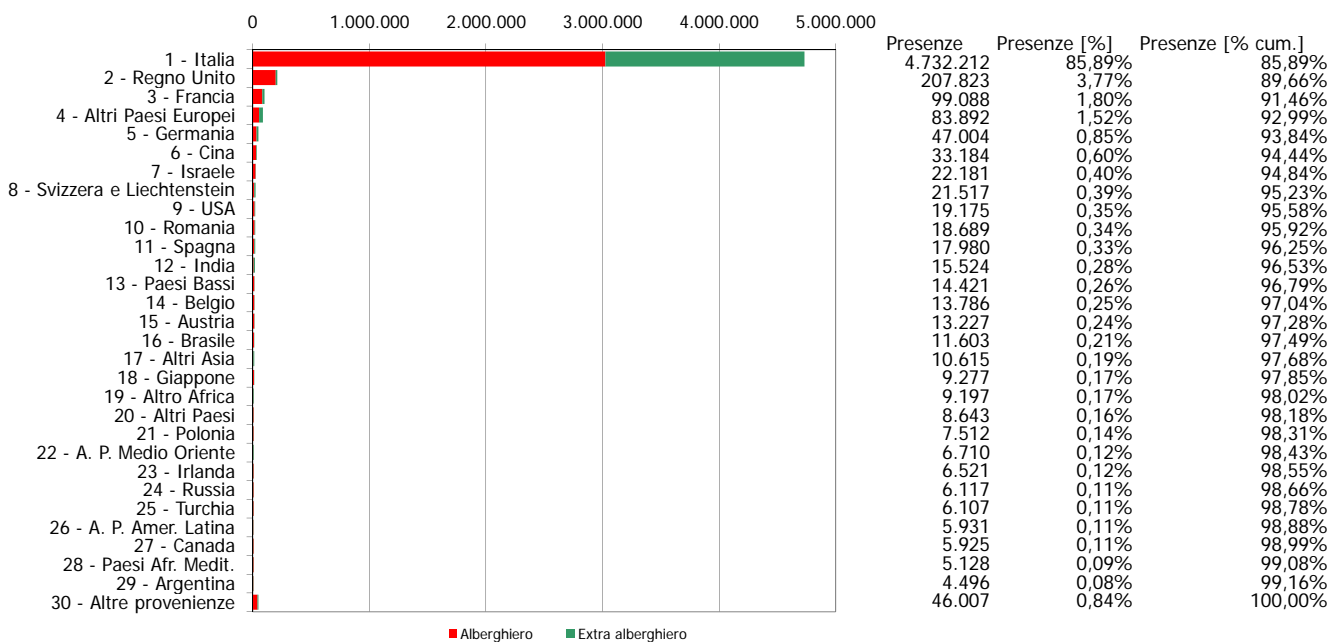 0 1.000.000 2.000.000 3.000.000 4.000.000 5.000.000
Presenze Presenze [%] Presenze [% cum.]
1 - Italia 4.732.212 85,89% 85,89%
2 - Regno Unito 207.823 3,77% 89,66%
3 - Francia 99.088 1,80% 91,46%
4 - Altri Paesi Europei 83.892 1,52% 92,99%
5 - Germania 47.004 0,85% 93,84%
6 - Cina 33.184 0,60% 94,44%
7 - Israele 22.181 0,40% 94,84%
8 - Svizzera e Liechtenstein 21.517 0,39% 95,23%
9 - USA 19.175 0,35% 95,58%
10 - Romania 18.689 0,34% 95,92%
11 - Spagna 17.980 0,33% 96,25%
12 - India 15.524 0,28% 96,53%
13 - Paesi Bassi 14.421 0,26% 96,79%
14 - Belgio 13.786 0,25% 97,04%
15 - Austria 13.227 0,24% 97,28%
16 - Brasile 11.603 0,21% 97,49%
17 - Altri Asia 10.615 0,19% 97,68%
18 - Giappone 9.277 0,17% 97,85%
19 - Altro Africa 9.197 0,17% 98,02%
20 - Altri Paesi 8.643 0,16% 98,18%
21 - Polonia 7.512 0,14% 98,31%
22 - A. P. Medio Oriente 6.710 0,12% 98,43%
23 - Irlanda 6.521 0,12% 98,55%
24 - Russia 6.117 0,11% 98,66%
25 - Turchia 6.107 0,11% 98,78%
26 - A. P. Amer. Latina 5.931 0,11% 98,88%
27 - Canada 5.925 0,11% 98,99%
28 - Paesi Afr. Medit. 5.128 0,09% 99,08%
29 - Argentina 4.496 0,08% 99,16%
30 - Altre provenienze 46.007 0,84% 100,00%
Alberghiero Extra alberghiero